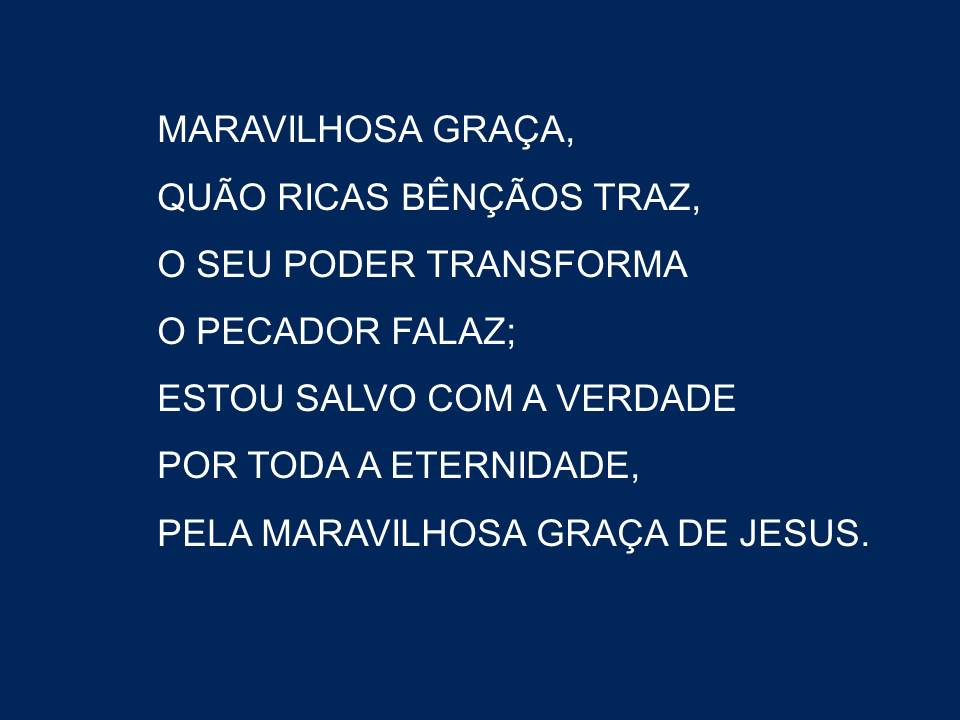 MARAVILHOSA GRAÇA,
QUÃO RICAS BÊNÇÃOS TRAZ,
O SEU PODER TRANSFORMA
O PECADOR FALAZ;
ESTOU SALVO COM A VERDADE
POR TODA A ETERNIDADE,
PELA MARAVILHOSA GRAÇA DE JESUS.